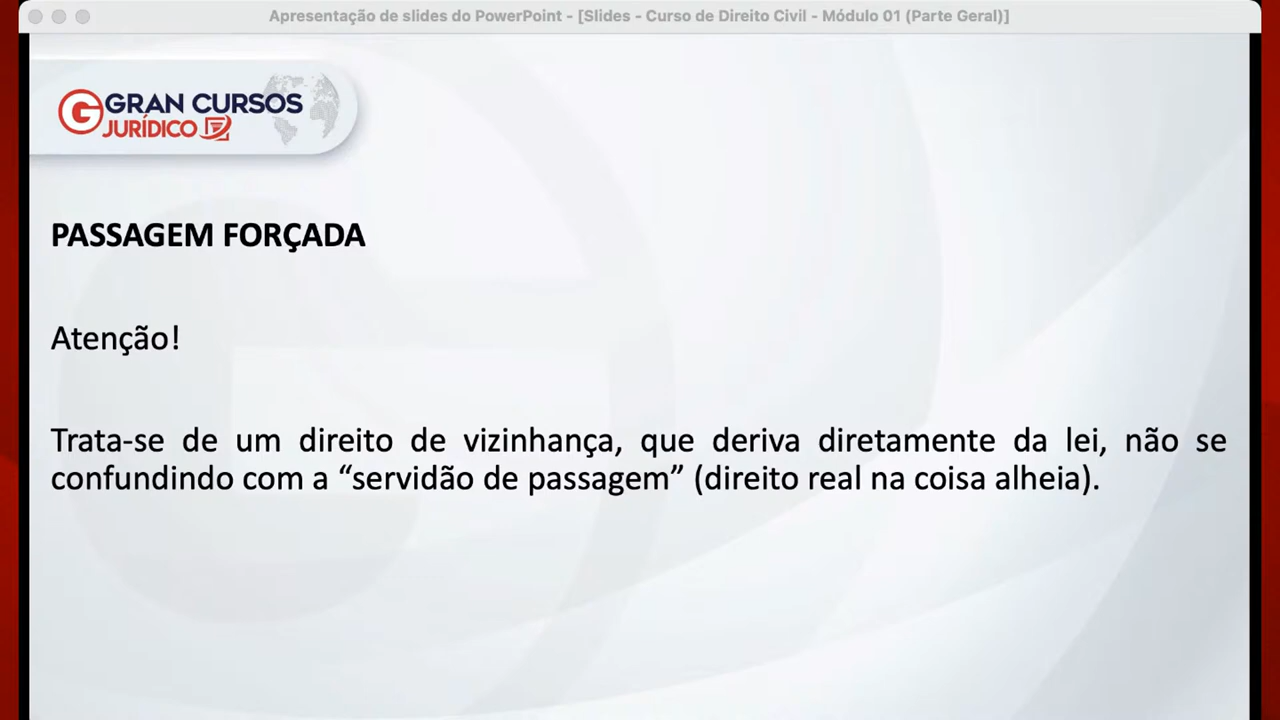 Apresentação de slides do PowerPoint - [Slides - Curso de Direito Civil - Módulo 01 (Parte Geral)]
G GRAN CURSOS
JURÍDICO
PASSAGEM FORÇADA
Atenção!
Trata-se de um direito de vizinhança, que deriva diretamente da lei, não se
confundindo com a “servidão de passagem” (direito real na coisa alheia).